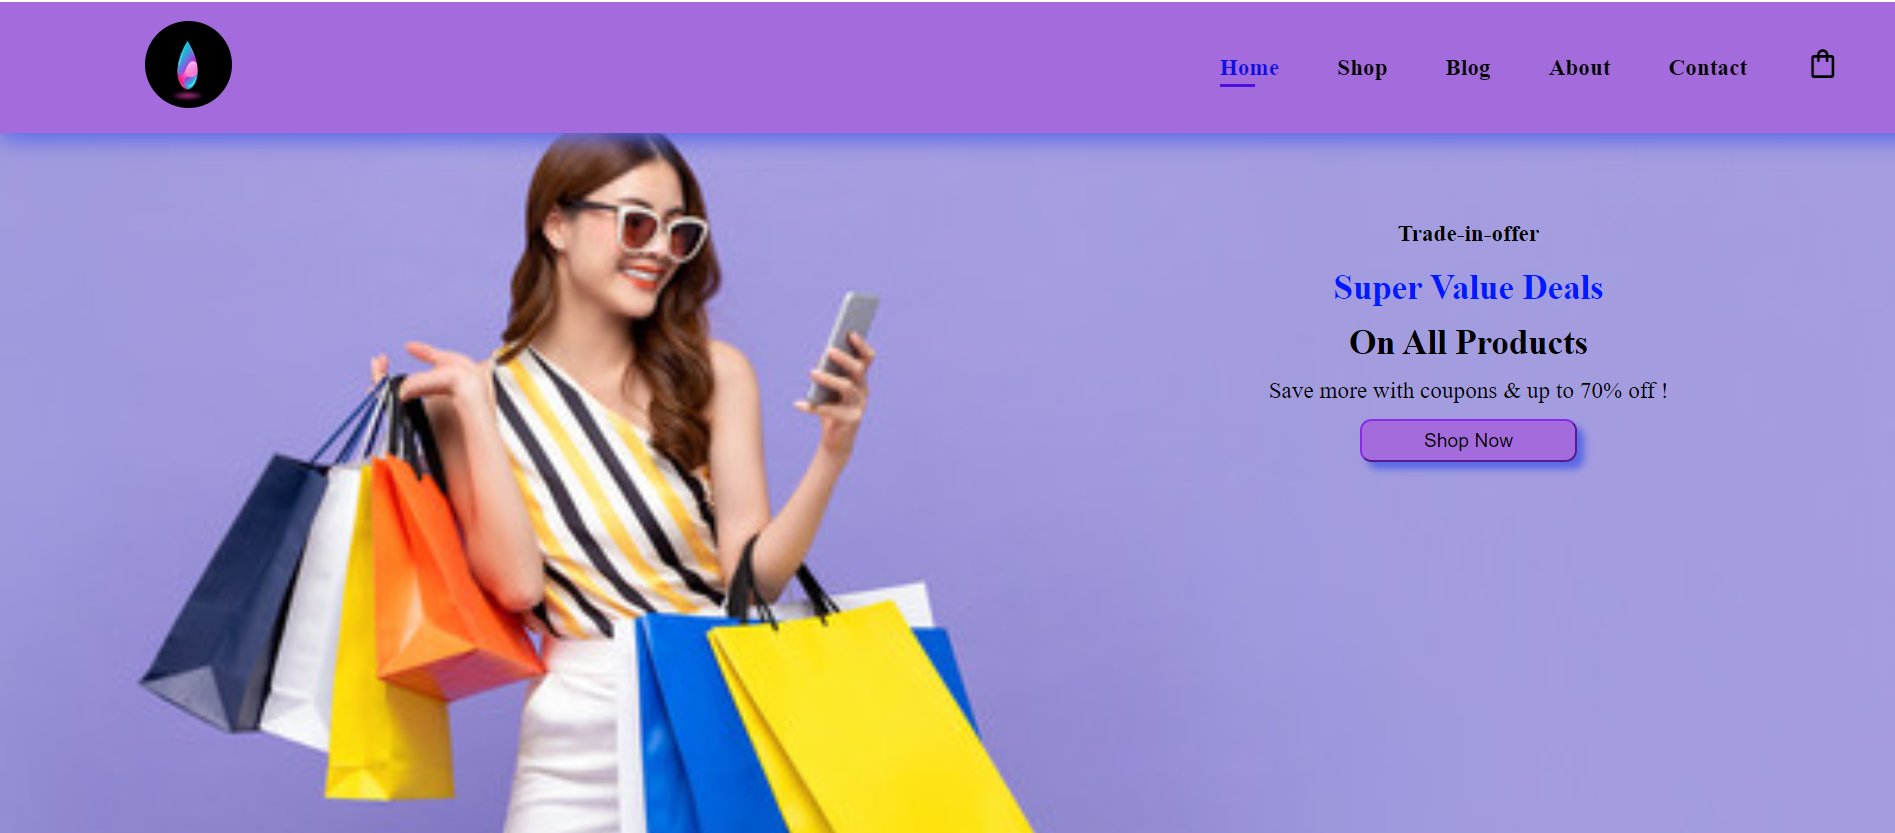 Home Shop Blog About Contact
Trade-in-offer
Super Value Deals
On All Products
Save more with coupons & up to 70% off !
Shop Now